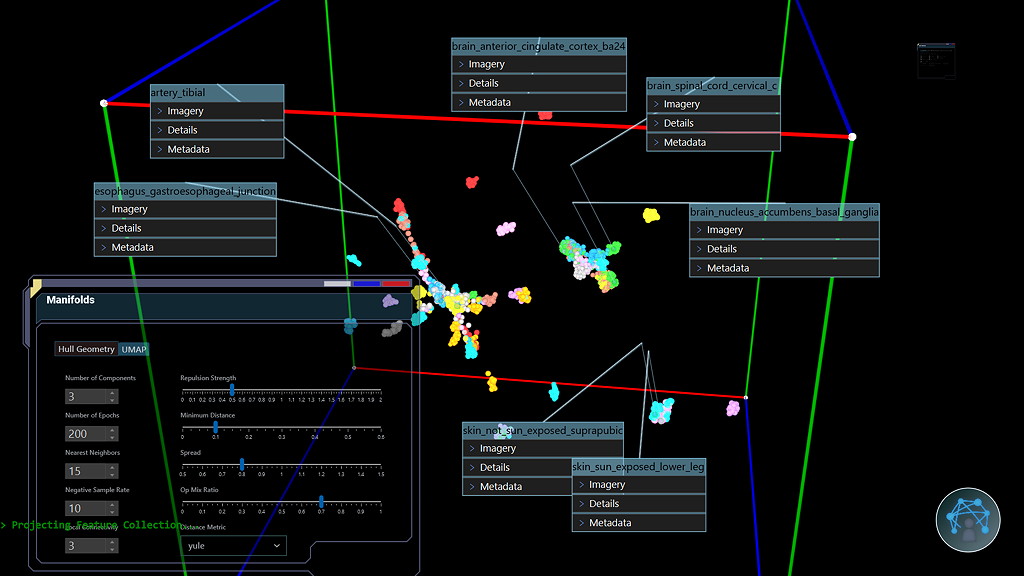 brain_anterior_cingulate_cortex_ba24
Imagery
Details
Metadata
artery_tibial
Imagery
Details
Metadata
brain_spinal_cord_cervical_c
Imagery
Details
Metadata
esophagus_gastroesophageal_junction
Imagery
Details
Metadata
brain_nucleus_accumbens_basal_ganglia
Imagery
Details
Metadata
Manifolds
Hull Geometry UMAP
Number of Components
3
Number of Epochs
200
Nearest Neighbors
15
Negative Sample Rate
10
> Projecting Feature Collection
3
Repulsion Strength
0 0.1 0.2 0.3 0.4 0.5 0.6 0.7 0.8 0.9 1 1.1 1.2 1.3 1.4 1.5 1.6 1.7 1.8 1.9 2
Minimum Distance
0 0.1 0.2 0.3 0.4 0.5 0.6
Spread
0.5 0.6 0.7 0.8 0.9 1 1.1 1.2 1.3 1.4 1.5
Op Mix Ratio
0 0.1 0.2 0.3 0.4 0.5 0.6 0.7 0.8 0.9 1
Distance Metric
yule
skin_not_sun_exposed_suprapubic
Imagery
Details
Metadata
skin_sun_exposed_lower_leg
Imagery
Details
Metadata